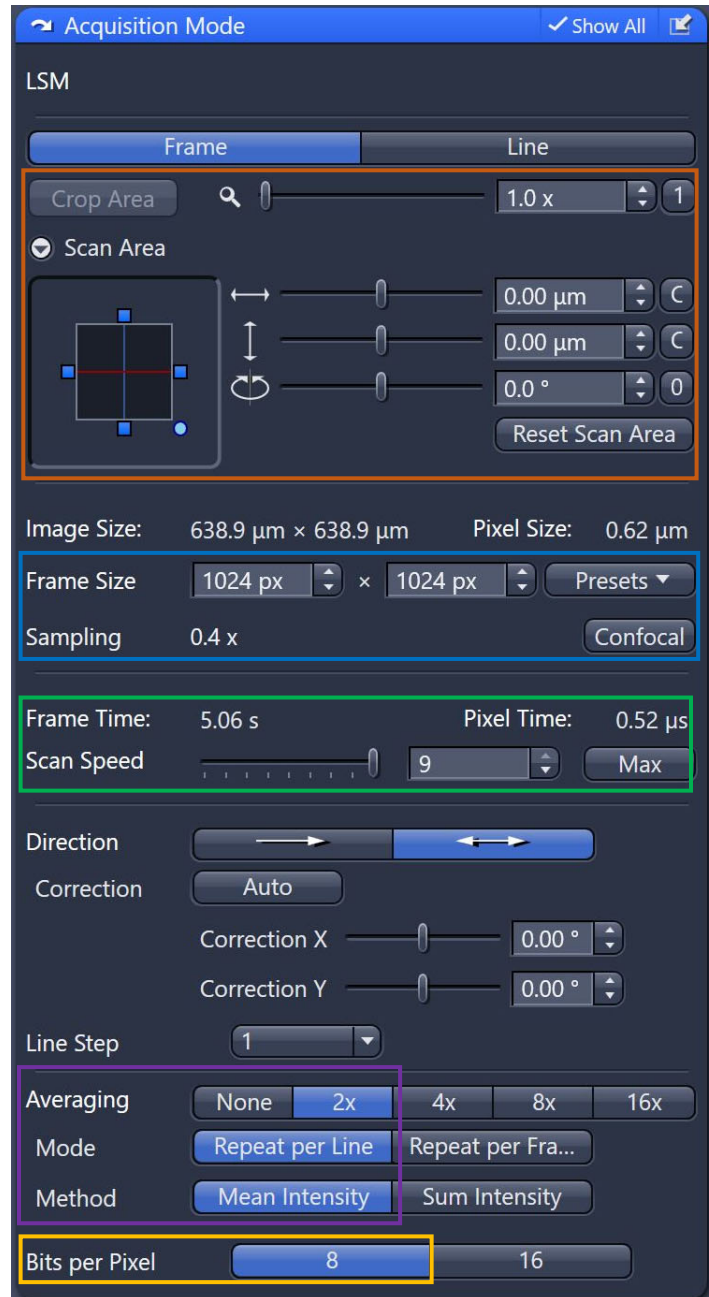 Acquisition Mode Show All
LSM
Frame Line
Crop Area 1.0 x 1
Scan Area
0.00 µm C
0.00 µm C
0.0 ° 0
Reset Scan Area
Image Size: 638.9 µm × 638.9 µm Pixel Size: 0.62 µm
Frame Size 1024 px × 1024 px Presets
Sampling 0.4 x Confocal
Frame Time: 5.06 s Pixel Time: 0.52 µs
Scan Speed 9 Max
Direction
Correction Auto
Correction X 0.00 °
Correction Y 0.00 °
Line Step 1
Averaging None 2x 4x 8x 16x
Mode Repeat per Line Repeat per Fra...
Method Mean Intensity Sum Intensity
Bits per Pixel 8 16